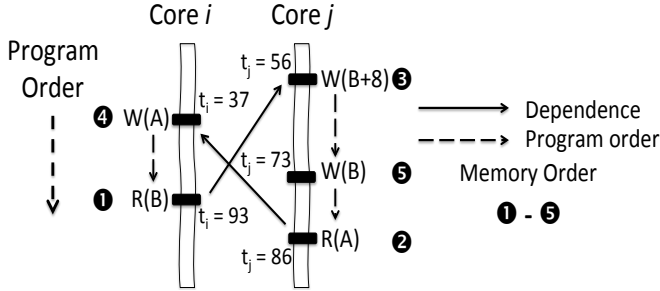 Core i Core j
Program
Order
t_j = 56
❹ W(A) t_i = 37
W(B+8) ❸
t_j = 73
W(B) ❺
❶ R(B)
t_i = 93
R(A) ❷
t_j = 86
Dependence
Program order
Memory Order
❶ - ❺